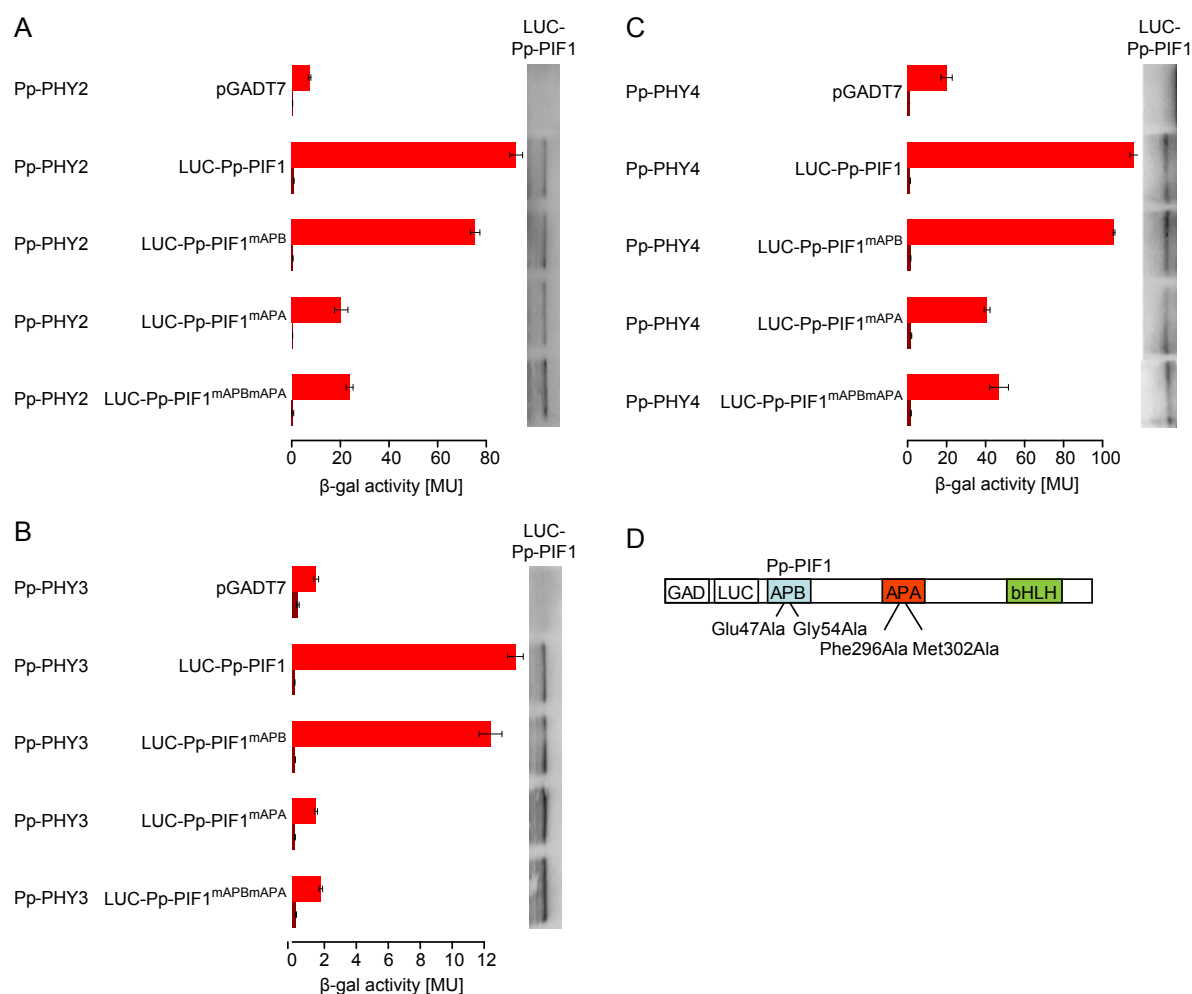 A
LUC-
Pp-PIF1
Pp-PHY2 pGADT7
Pp-PHY2 LUC-Pp-PIF1
Pp-PHY2 LUC-Pp-PIF1mAPB
Pp-PHY2 LUC-Pp-PIF1mAPA
Pp-PHY2 LUC-Pp-PIF1mAPBmAPA
0 20 40 60 80
β-gal activity [MU]
B
LUC-
Pp-PIF1
Pp-PHY3 pGADT7
Pp-PHY3 LUC-Pp-PIF1
Pp-PHY3 LUC-Pp-PIF1mAPB
Pp-PHY3 LUC-Pp-PIF1mAPA
Pp-PHY3 LUC-Pp-PIF1mAPBmAPA
0 2 4 6 8 10 12
β-gal activity [MU]
C
LUC-
Pp-PIF1
Pp-PHY4 pGADT7
Pp-PHY4 LUC-Pp-PIF1
Pp-PHY4 LUC-Pp-PIF1mAPB
Pp-PHY4 LUC-Pp-PIF1mAPA
Pp-PHY4 LUC-Pp-PIF1mAPBmAPA
0 20 40 60 80 100
β-gal activity [MU]
D
Pp-PIF1
GAD LUC APB APA bHLH
Glu47Ala Gly54Ala
Phe296Ala Met302Ala